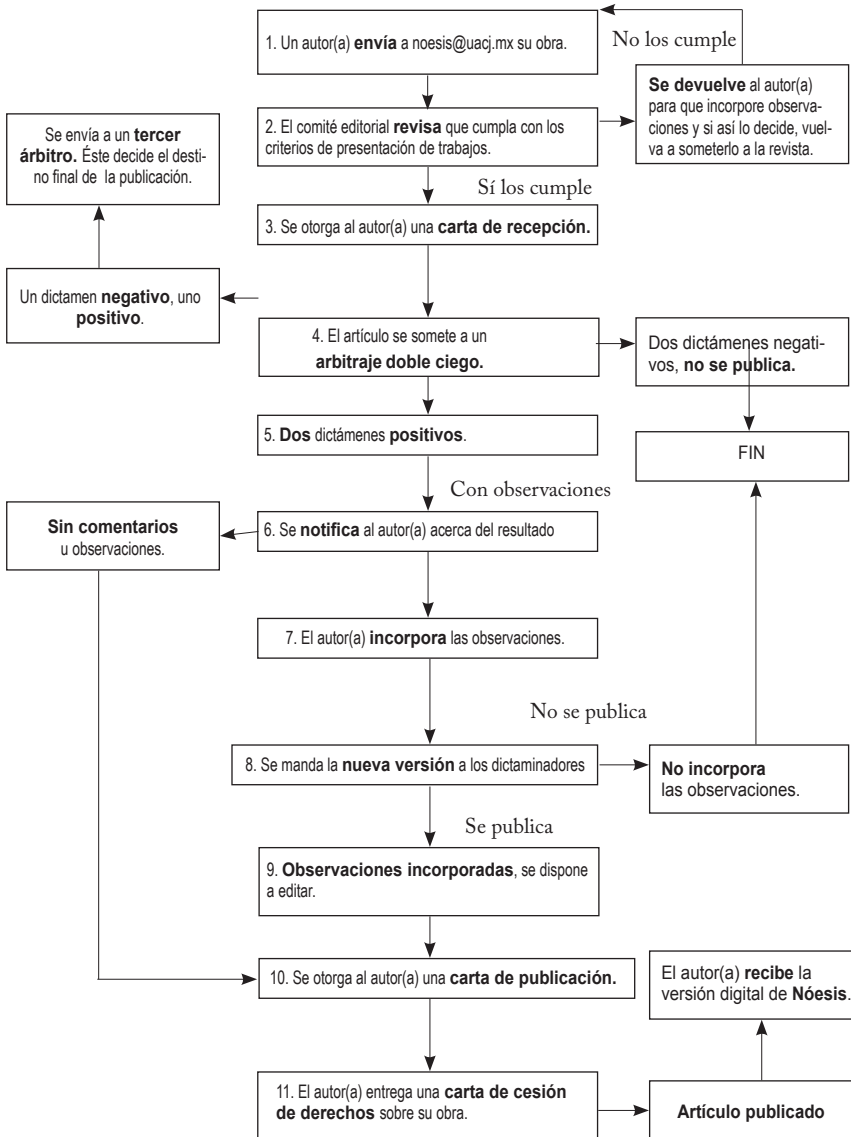 1. Un autor(a) envía a noesis@uacj.mx su obra.
No los cumple
Se devuelve al autor(a)
para que incorpore observa-
ciones y si así lo decide, vuel-
va a someterlo a la revista.
2. El comité editorial revisa que cumpla con los
criterios de presentación de trabajos.
Se envía a un tercer
árbitro. Éste decide el desti-
no final de la publicación.
Sí los cumple
3. Se otorga al autor(a) una carta de recepción.
Un dictamen negativo, uno
positivo.
4. El artículo se somete a un
arbitraje doble ciego.
Dos dictámenes negati-
vos, no se publica.
5. Dos dictámenes positivos.
FIN
Con observaciones
Sin comentarios
u observaciones.
6. Se notifica al autor(a) acerca del resultado
7. El autor(a) incorpora las observaciones.
No se publica
8. Se manda la nueva versión a los dictaminadores
No incorpora
las observaciones.
Se publica
9. Observaciones incorporadas, se dispone
a editar.
10. Se otorga al autor(a) una carta de publicación.
El autor(a) recibe la
versión digital de Nóesis.
11. El autor(a) entrega una carta de cesión
de derechos sobre su obra.
Artículo publicado